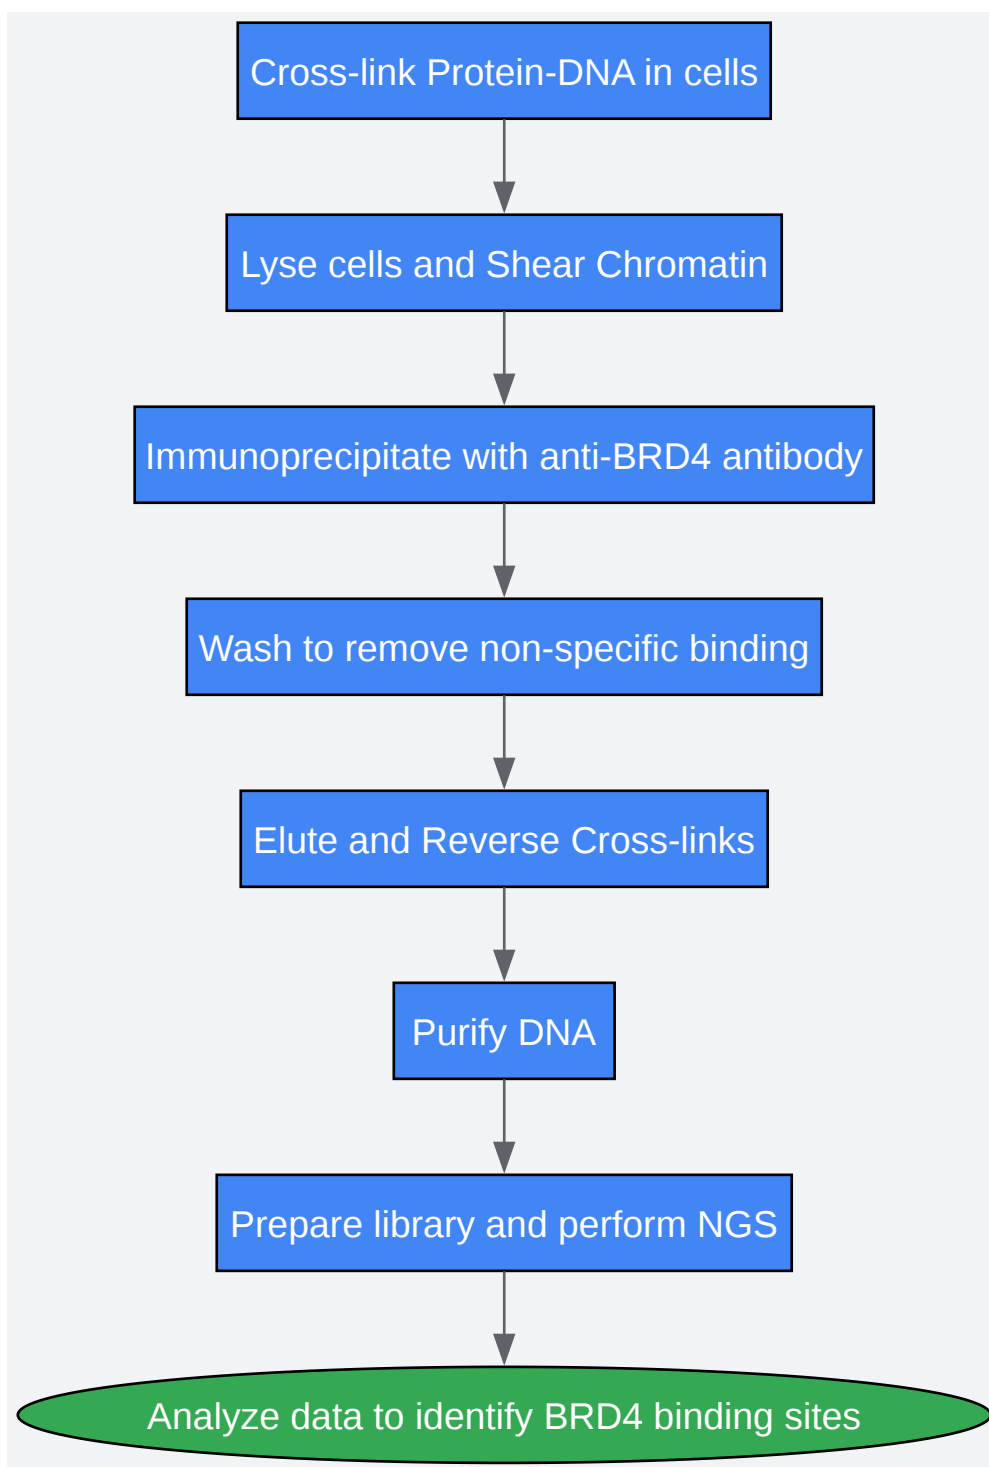 Cross-link Protein-DNA in cells
Lyse cells and Shear Chromatin
Immunoprecipitate with anti-BRD4 antibody
Wash to remove non-specific binding
Elute and Reverse Cross-links
Purify DNA
Prepare library and perform NGS
Analyze data to identify BRD4 binding sites